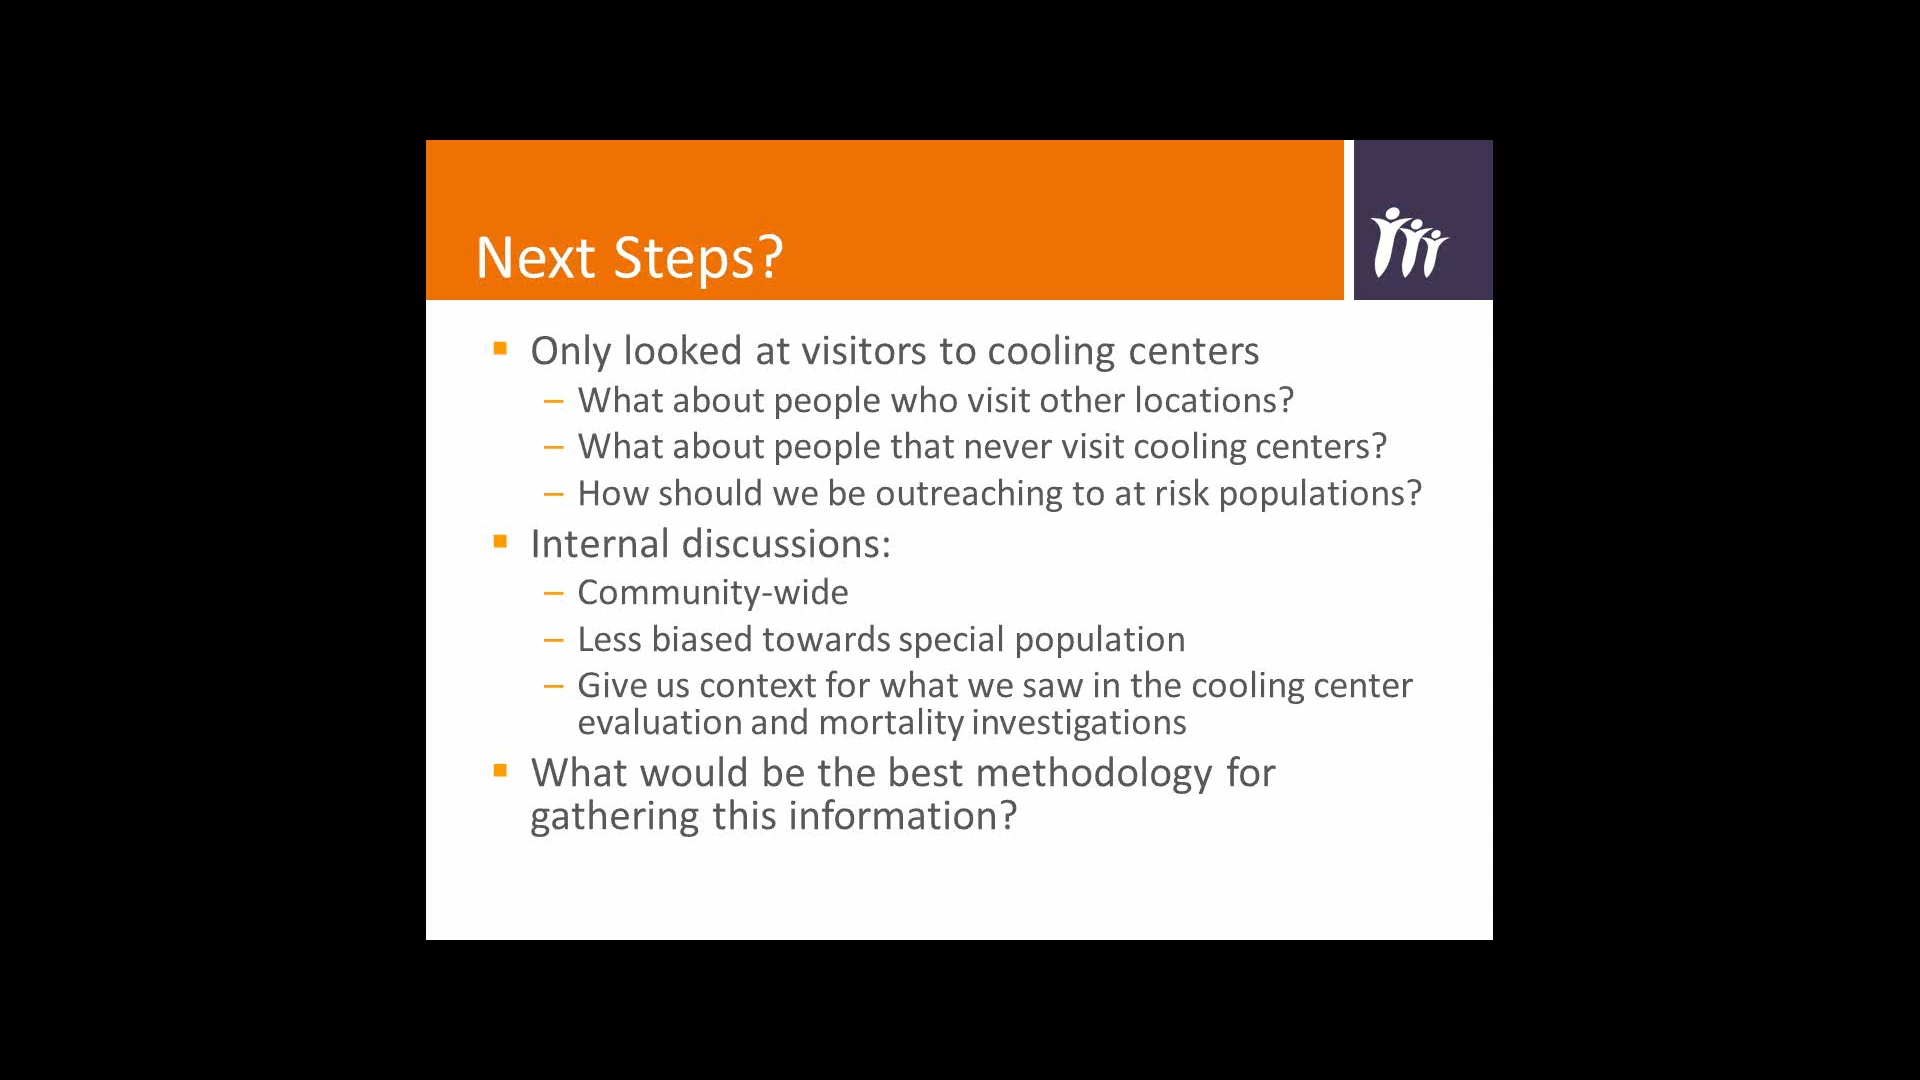 Next Steps?
Only looked at visitors to cooling centers
– What about people who visit other locations?
– What about people that never visit cooling centers?
– How should we be outreaching to at risk populations?
Internal discussions:
– Community-wide
– Less biased towards special population
– Give us context for what we saw in the cooling center
evaluation and mortality investigations
What would be the best methodology for
gathering this information?